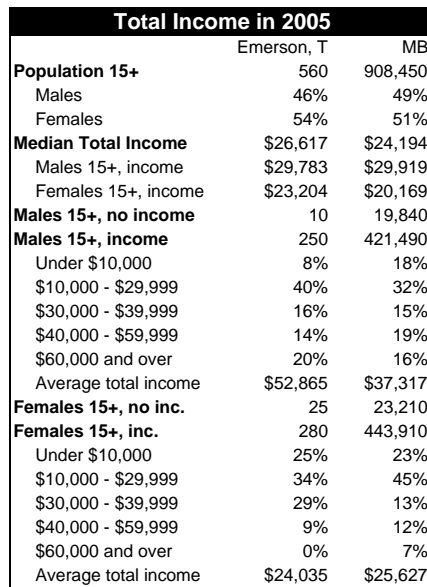 Total Income in 2005
Emerson, T MB
Population 15+ 560 908,450
Males 46% 49%
Females 54% 51%
Median Total Income $26,617 $24,194
Males 15+, income $29,783 $29,919
Females 15+, income $23,204 $20,169
Males 15+, no income 10 19,840
Males 15+, income 250 421,490
Under $10,000 8% 18%
$10,000 - $29,999 40% 32%
$30,000 - $39,999 16% 15%
$40,000 - $59,999 14% 19%
$60,000 and over 20% 16%
Average total income $52,865 $37,317
Females 15+, no inc. 25 23,210
Females 15+, inc. 280 443,910
Under $10,000 25% 23%
$10,000 - $29,999 34% 45%
$30,000 - $39,999 29% 13%
$40,000 - $59,999 9% 12%
$60,000 and over 0% 7%
Average total income $24,035 $25,627